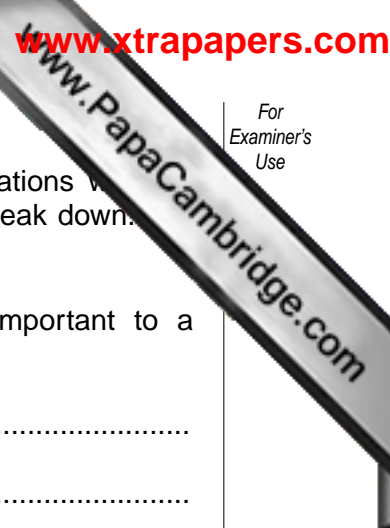 www.xtrapapers.com
www.PapaCambridge.com
For
Examiner's
Use
ations
eak down.
mportant to a
........................
........................